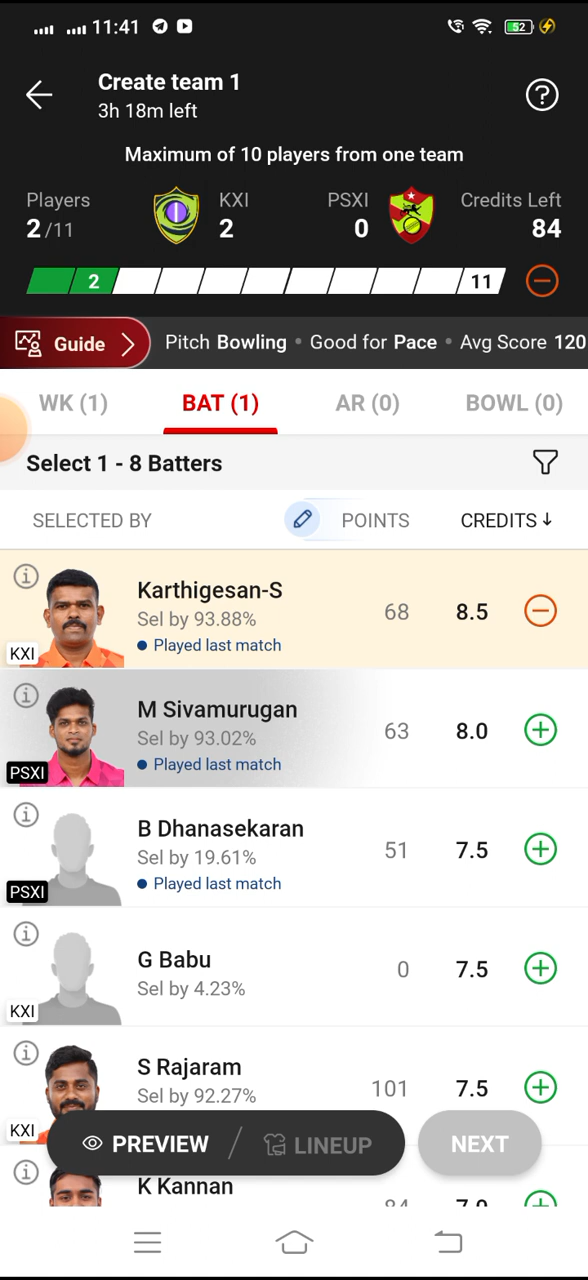 11:41 52
Create team 1
3h 18m left
Maximum of 10 players from one team
Players KXI PSXI Credits Left
2/11 2 0 84
2 11
Guide Pitch Bowling • Good for Pace • Avg Score 120
WK (1) BAT (1) AR (0) BOWL (0)
Select 1 - 8 Batters
SELECTED BY POINTS CREDITS↓
Karthigesan-S
Sel by 93.88% 68 8.5
KXI • Played last match
M Sivamurugan
Sel by 93.02% 63 8.0
PSXI • Played last match
B Dhanasekaran
Sel by 19.61% 51 7.5
PSXI • Played last match
G Babu
Sel by 4.23% 0 7.5
KXI
S Rajaram
Sel by 92.27% 101 7.5
KXI
PREVIEW / LINEUP NEXT
K Kannan